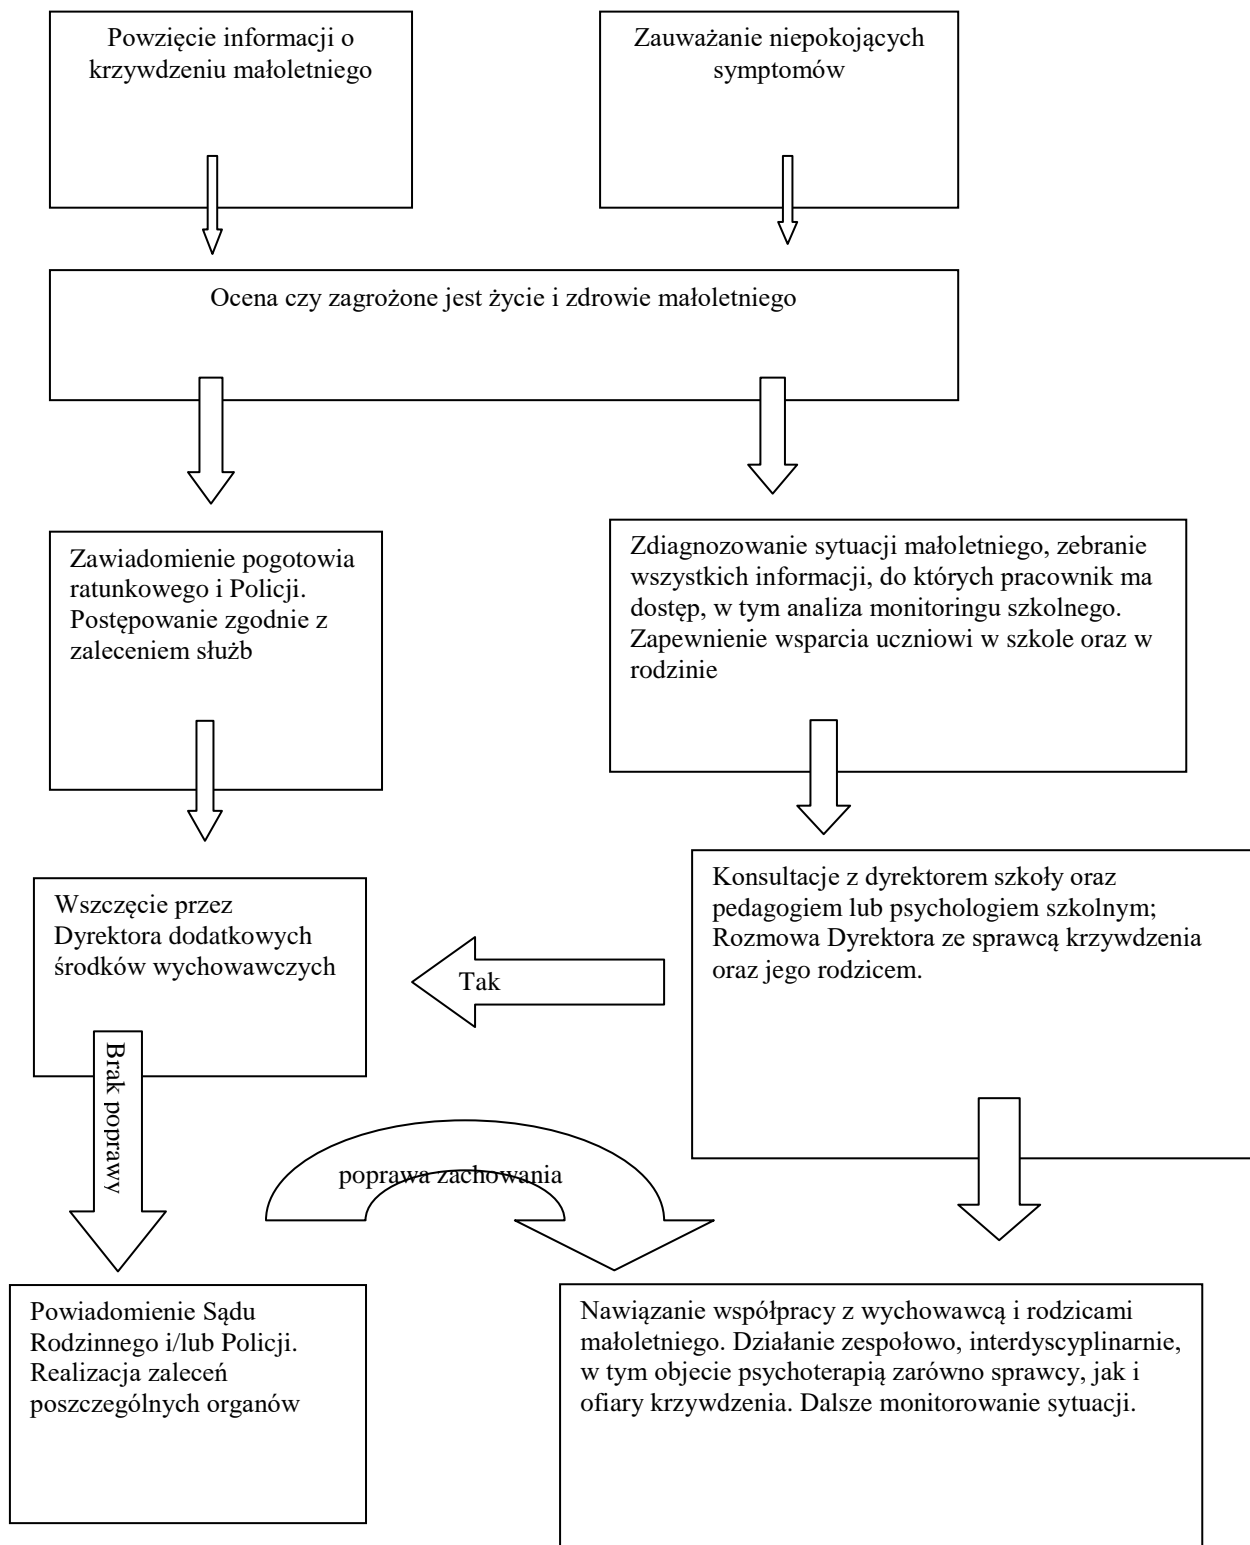 Powzięcie informacji o
krzywdzeniu małoletniego
Zauważanie niepokojących
symptomów
Ocena czy zagrożone jest życie i zdrowie małoletniego
Zawiadomienie pogotowia
ratunkowego i Policji.
Postępowanie zgodnie z
zaleceniem służb
Zdiagnozowanie sytuacji małoletniego, zebranie
wszystkich informacji, do których pracownik ma
dostęp, w tym analiza monitoringu szkolnego.
Zapewnienie wsparcia uczniowi w szkole oraz w
rodzinie
Wszczęcie przez
Dyrektora dodatkowych
środków wychowawczych
Konsultacje z dyrektorem szkoły oraz
pedagogiem lub psychologiem szkolnym;
Rozmowa Dyrektora ze sprawcą krzywdzenia
oraz jego rodzicem.
Tak
Brak poprawy
poprawa zachowania
Powiadomienie Sądu
Rodzinnego i/lub Policji.
Realizacja zaleceń
poszczególnych organów
Nawiązanie współpracy z wychowawcą i rodzicami
małoletniego. Działanie zespołowo, interdyscyplinarnie,
w tym objecie psychoterapią zarówno sprawcy, jak i
ofiary krzywdzenia. Dalsze monitorowanie sytuacji.